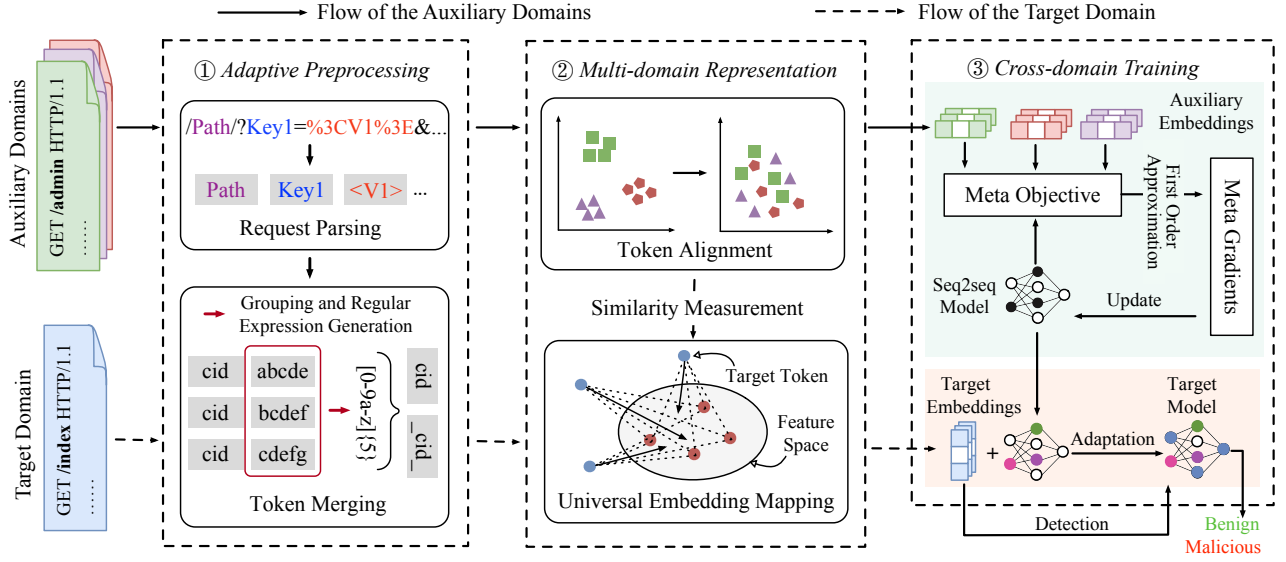 Flow of the Auxiliary Domains
Flow of the Target Domain
Auxiliary Domains
GET /admin HTTP/1.1
......
Target Domain
GET /index HTTP/1.1
......
① Adaptive Preprocessing
/Path/?Key1=%3CV1%3E&...
Path Key1 <V1> ...
Request Parsing
Grouping and Regular
Expression Generation
cid abcde
cid bcdef
cid cdefg
[0-9a-z]{5}
cid
_cid_
Token Merging
② Multi-domain Representation
Token Alignment
Similarity Measurement
Target Token
Feature
Space
Universal Embedding Mapping
③ Cross-domain Training
Auxiliary
Embeddings
Meta Objective
First Order
Approximation
Meta Gradients
Seq2seq
Model
Update
Target
Embeddings
+
Adaptation
Target
Model
Detection
Benign
Malicious